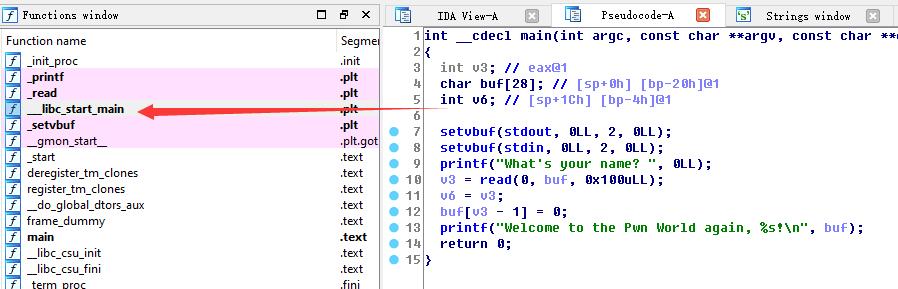 Functions window
IDA View-A
Pseudocode-A
Strings window
Function name
Segmen
_init_proc
.init
_printf
.plt
_read
.plt
__libc_start_main
.plt
_setvbuf
.plt
__gmon_start__
.plt.got
_start
.text
deregister_tm_clones
.text
register_tm_clones
.text
__do_global_dtors_aux
.text
frame_dummy
.text
main
.text
__libc_csu_init
.text
__libc_csu_fini
.text
_term_proc
.fini
1 int __cdecl main(int argc, const char **argv, const char **
2 {
3 int v3; // eax@1
4 char buf[28]; // [sp+0h] [bp-20h]@1
5 int v6; // [sp+1Ch] [bp-4h]@1
6
7 setvbuf(stdout, 0LL, 2, 0LL);
8 setvbuf(stdin, 0LL, 2, 0LL);
9 printf("What's your name? ", 0LL);
10 v3 = read(0, buf, 0x100uLL);
11 v6 = v3;
12 buf[v3 - 1] = 0;
13 printf("Welcome to the Pwn World again, %s!\n", buf);
14 return 0;
15 }